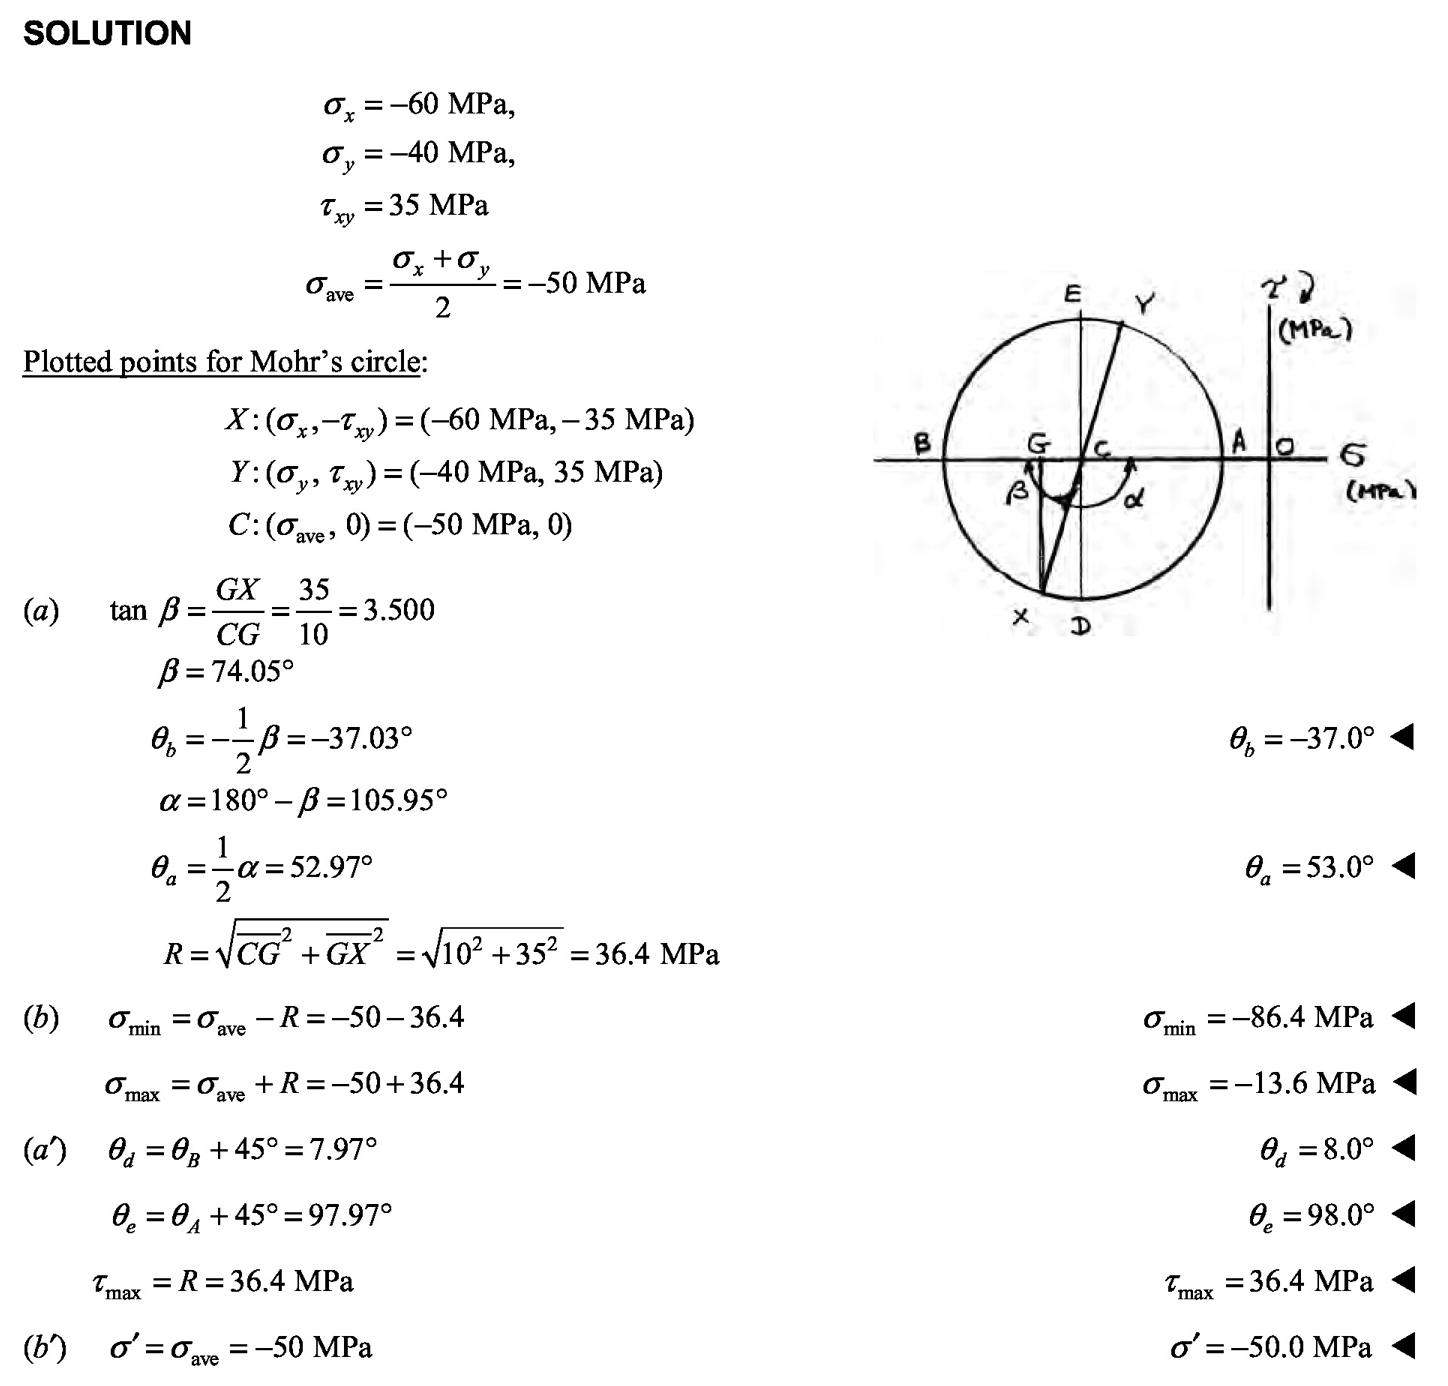 SOLUTION
σx = –60 MPa,
σy = –40 MPa,
τxy = 35 MPa
σave = (σx + σy)/2 = –50 MPa
Plotted points for Mohr’s circle:
X: (σx, –τxy) = (–60 MPa, – 35 MPa)
Y: (σy, τxy) = (–40 MPa, 35 MPa)
C: (σave, 0) = (–50 MPa, 0)
E
Y
τ
(MPa)
B
G
C
A
O
σ
(MPa)
β
α
X
D
(a) tan β = GX/CG = 35/10 = 3.500
β = 74.05°
θb = –1/2 β = –37.03° θb = –37.0° ◀
α = 180° – β = 105.95°
θa = 1/2 α = 52.97° θa = 53.0° ◀
R = √(C̅G̅² + G̅X̅²) = √(10² + 35²) = 36.4 MPa
(b) σmin = σave – R = –50 – 36.4 σmin = –86.4 MPa ◀
σmax = σave + R = –50 + 36.4 σmax = –13.6 MPa ◀
(a′) θd = θB + 45° = 7.97° θd = 8.0° ◀
θe = θA + 45° = 97.97° θe = 98.0° ◀
τmax = R = 36.4 MPa τmax = 36.4 MPa ◀
(b′) σ′ = σave = –50 MPa σ′ = –50.0 MPa ◀